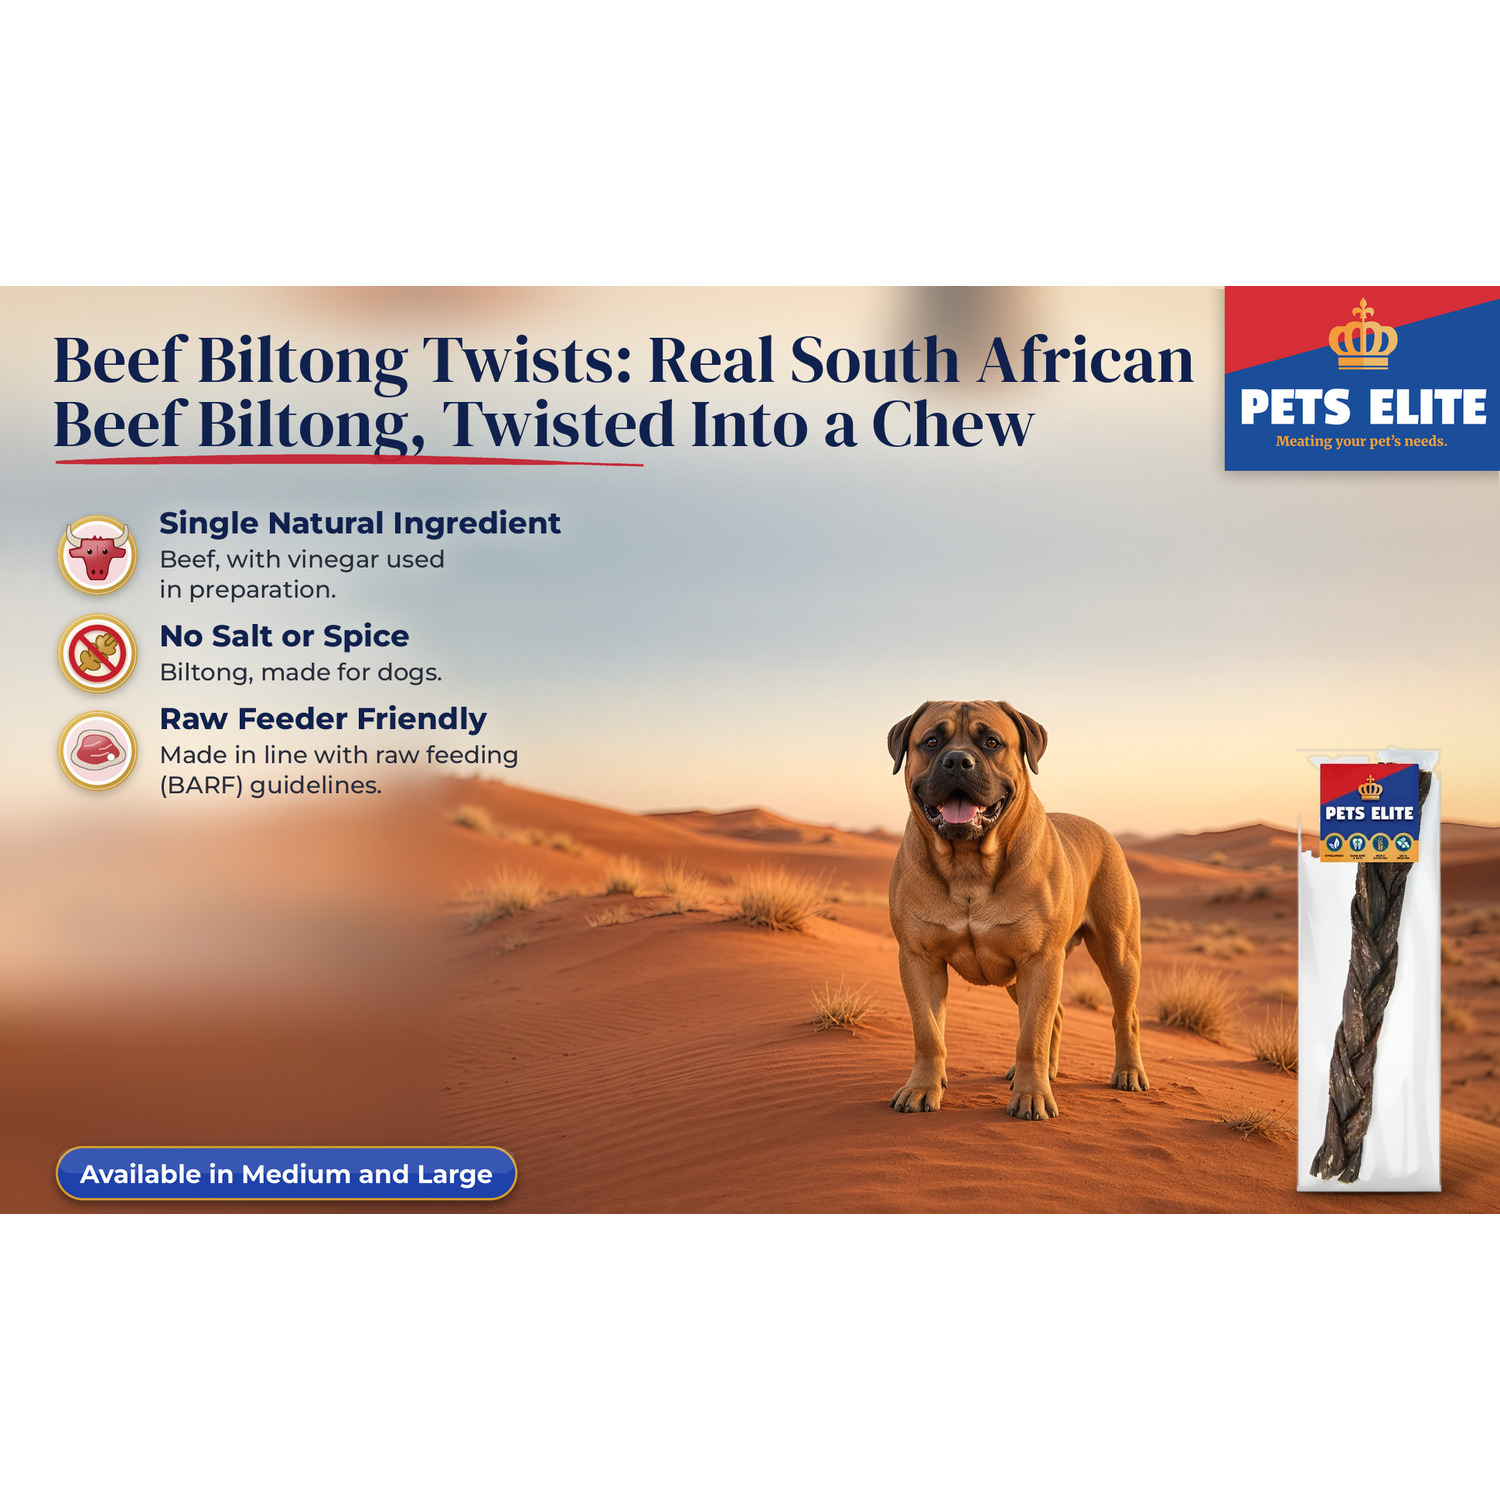 Beef Biltong Twists: Real South African
Beef Biltong, Twisted Into a Chew
PETS ELITE
Meating your pet's needs.
Single Natural Ingredient
Beef, with vinegar used
in preparation.
No Salt or Spice
Biltong, made for dogs.
Raw Feeder Friendly
Made in line with raw feeding
(BARF) guidelines.
PETS ELITE
Available in Medium and Large